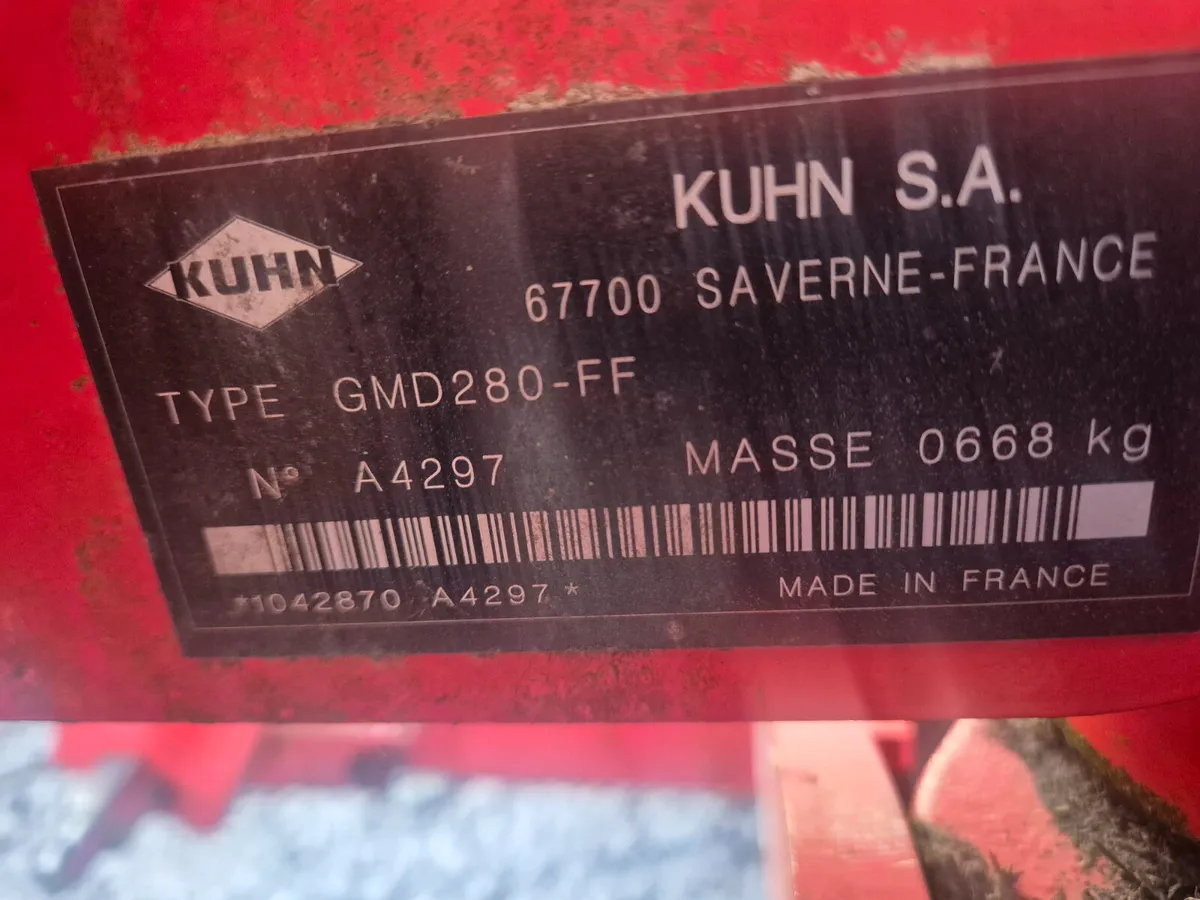 KUHN
KUHN S.A.
67700 SAVERNE-FRANCE
TYPE GMD280-FF
N° A4297 MASSE 0668 kg
*1042870 A4297*
MADE IN FRANCE